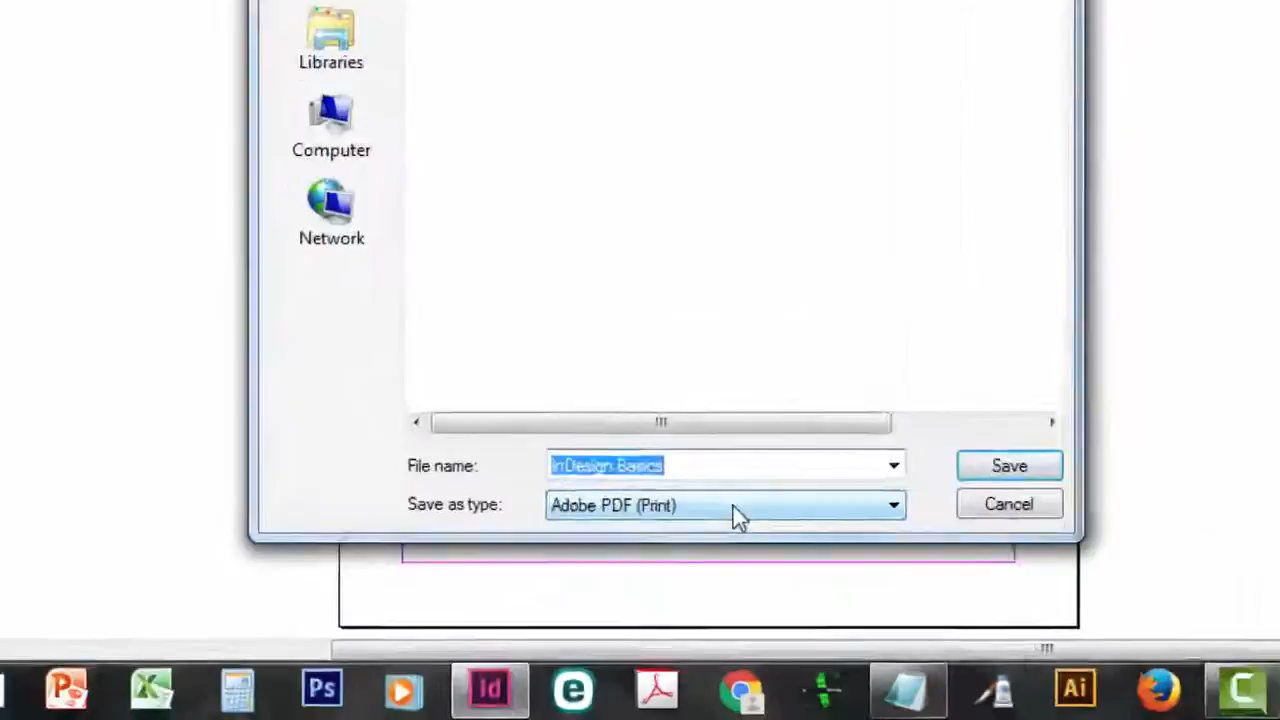 Libraries
Computer
Network
File name: InDesign Basics
Save
Save as type: Adobe PDF (Print)
Cancel
P X Ps Id e Ai C